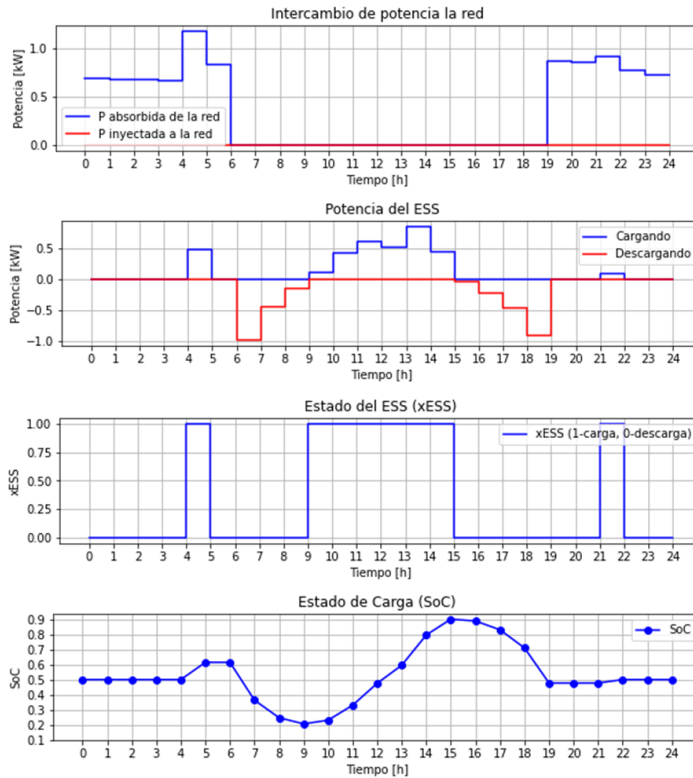 Intercambio de potencia la red
Potencia [kW]
1.0
0.5
0.0
P absorbida de la red
P inyectada a la red
0 1 2 3 4 5 6 7 8 9 10 11 12 13 14 15 16 17 18 19 20 21 22 23 24
Tiempo [h]
Potencia del ESS
Potencia [kW]
0.5
0.0
−0.5
−1.0
Cargando
Descargando
0 1 2 3 4 5 6 7 8 9 10 11 12 13 14 15 16 17 18 19 20 21 22 23 24
Tiempo [h]
Estado del ESS (xESS)
xESS
1.00
0.75
0.50
0.25
0.00
xESS (1-carga, 0-descarga)
0 1 2 3 4 5 6 7 8 9 10 11 12 13 14 15 16 17 18 19 20 21 22 23 24
Tiempo [h]
Estado de Carga (SoC)
SoC
0.9
0.8
0.7
0.6
0.5
0.4
0.3
0.2
0.1
SoC
0 1 2 3 4 5 6 7 8 9 10 11 12 13 14 15 16 17 18 19 20 21 22 23 24
Tiempo [h]